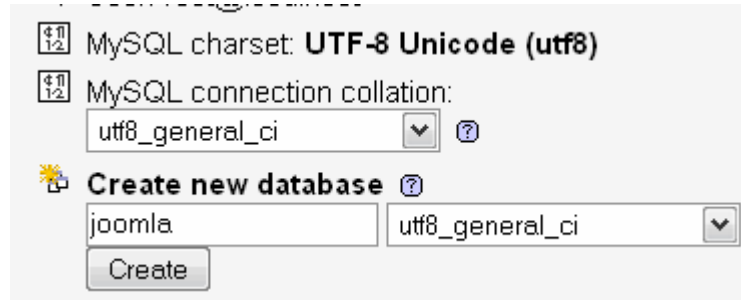 MySQL charset: UTF-8 Unicode (utf8)
MySQL connection collation:
utf8_general_ci
Create new database
joomla utf8_general_ci
Create